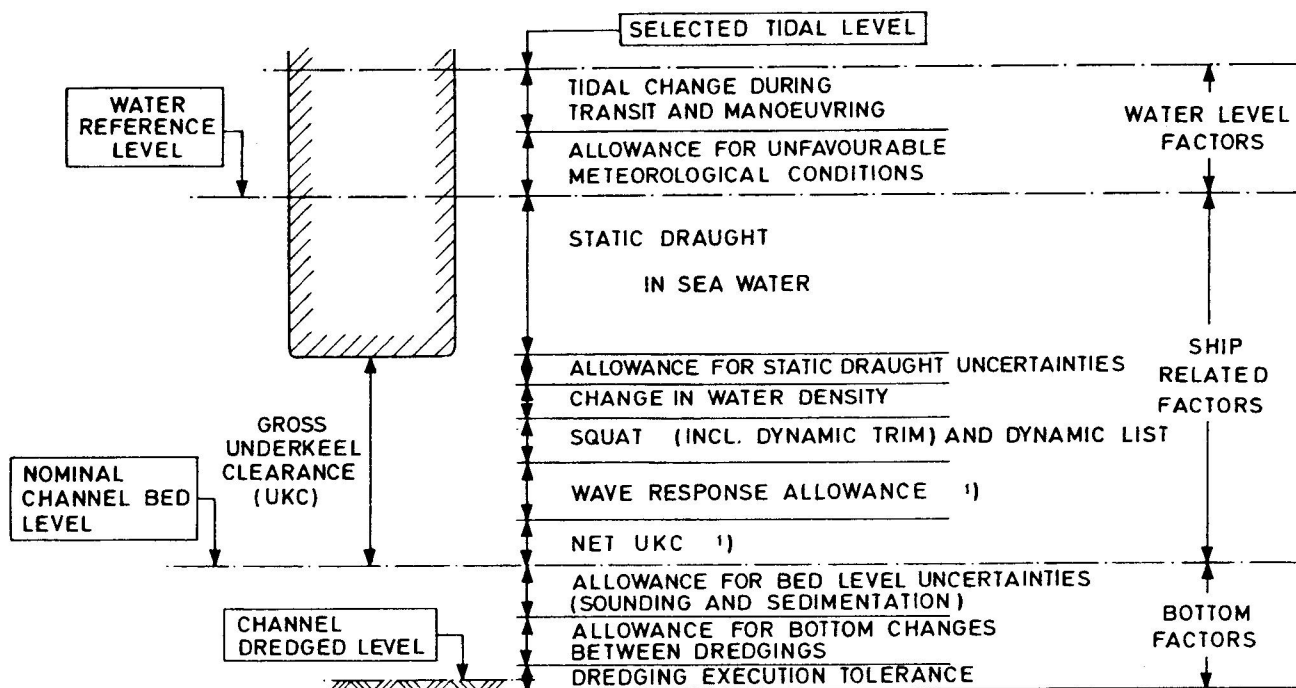 SELECTED TIDAL LEVEL
WATER
REFERENCE
LEVEL
TIDAL CHANGE DURING
TRANSIT AND MANOEUVRING
WATER LEVEL
FACTORS
ALLOWANCE FOR UNFAVOURABLE
METEOROLOGICAL CONDITIONS
STATIC DRAUGHT
IN SEA WATER
SHIP
RELATED
FACTORS
ALLOWANCE FOR STATIC DRAUGHT UNCERTAINTIES
CHANGE IN WATER DENSITY
SQUAT (INCL. DYNAMIC TRIM) AND DYNAMIC LIST
GROSS
UNDERKEEL
CLEARANCE
(UKC)
NOMINAL
CHANNEL BED
LEVEL
WAVE RESPONSE ALLOWANCE ¹)
NET UKC ¹)
ALLOWANCE FOR BED LEVEL UNCERTAINTIES
(SOUNDING AND SEDIMENTATION)
BOTTOM
FACTORS
CHANNEL
DREDGED LEVEL
ALLOWANCE FOR BOTTOM CHANGES
BETWEEN DREDGINGS
DREDGING EXECUTION TOLERANCE